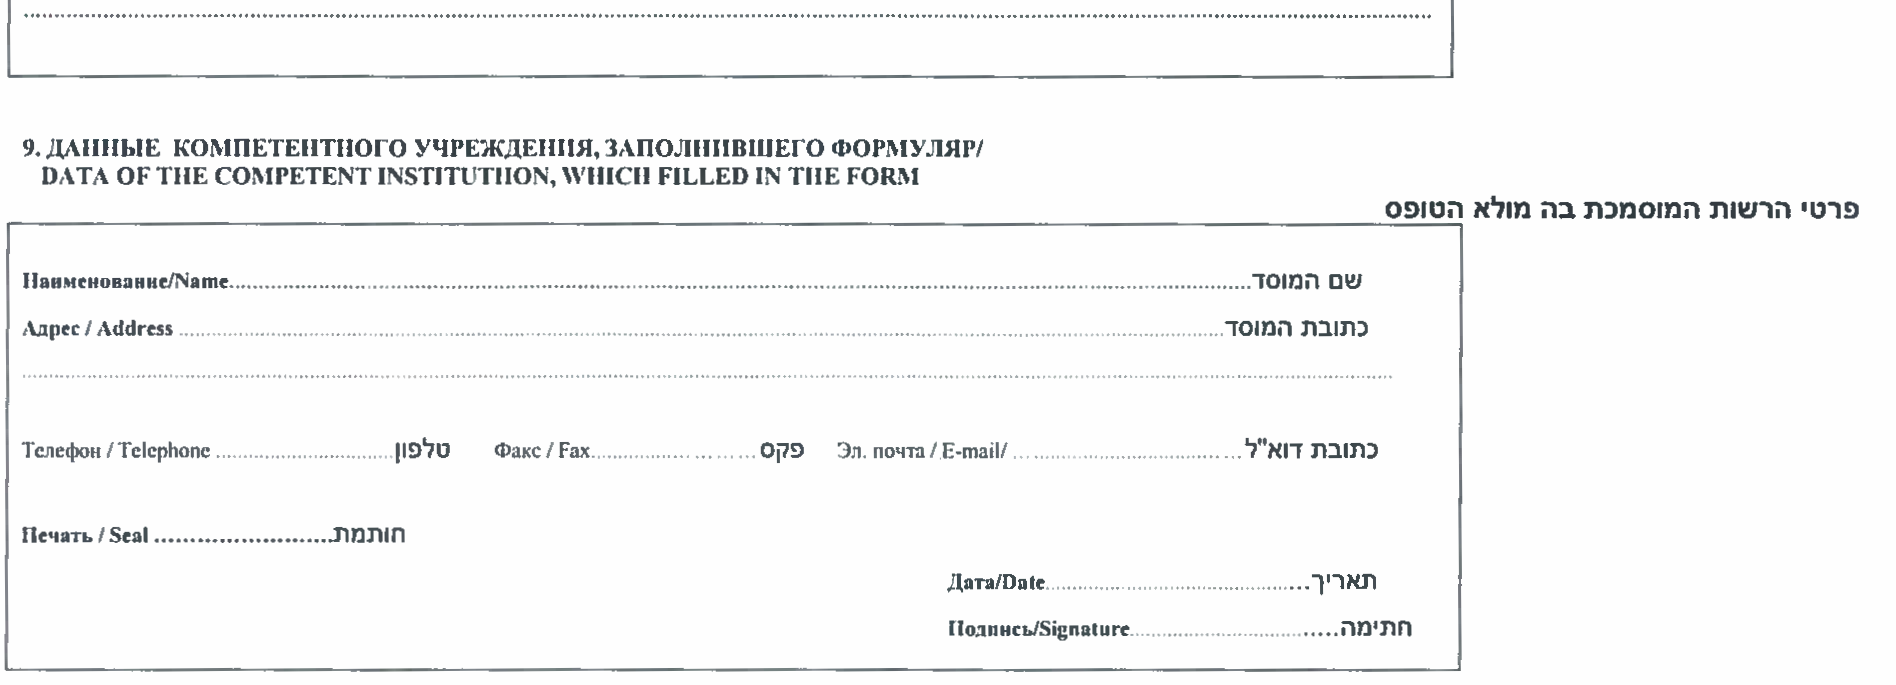 9. ДАННЫЕ КОМПЕТЕНТНОГО УЧРЕЖДЕНИЯ, ЗАПОЛНИВШЕГО ФОРМУЛЯР/
DATA OF THE COMPETENT INSTITUTIION, WHICH FILLED IN THE FORM
פרטי הרשות המוסמכת בה מולא הטופס
Наименование/Name..........שם המוסד
Адрес / Address ..........כתובת המוסד
..........
Телефон / Telephone ..........טלפון Факс / Fax..........פקס Эл. почта / E-mail/ ..........כתובת דוא"ל
Печать / Seal ..........חותמת
Дата/Date..........תאריך
Подпись/Signature..........חתימה